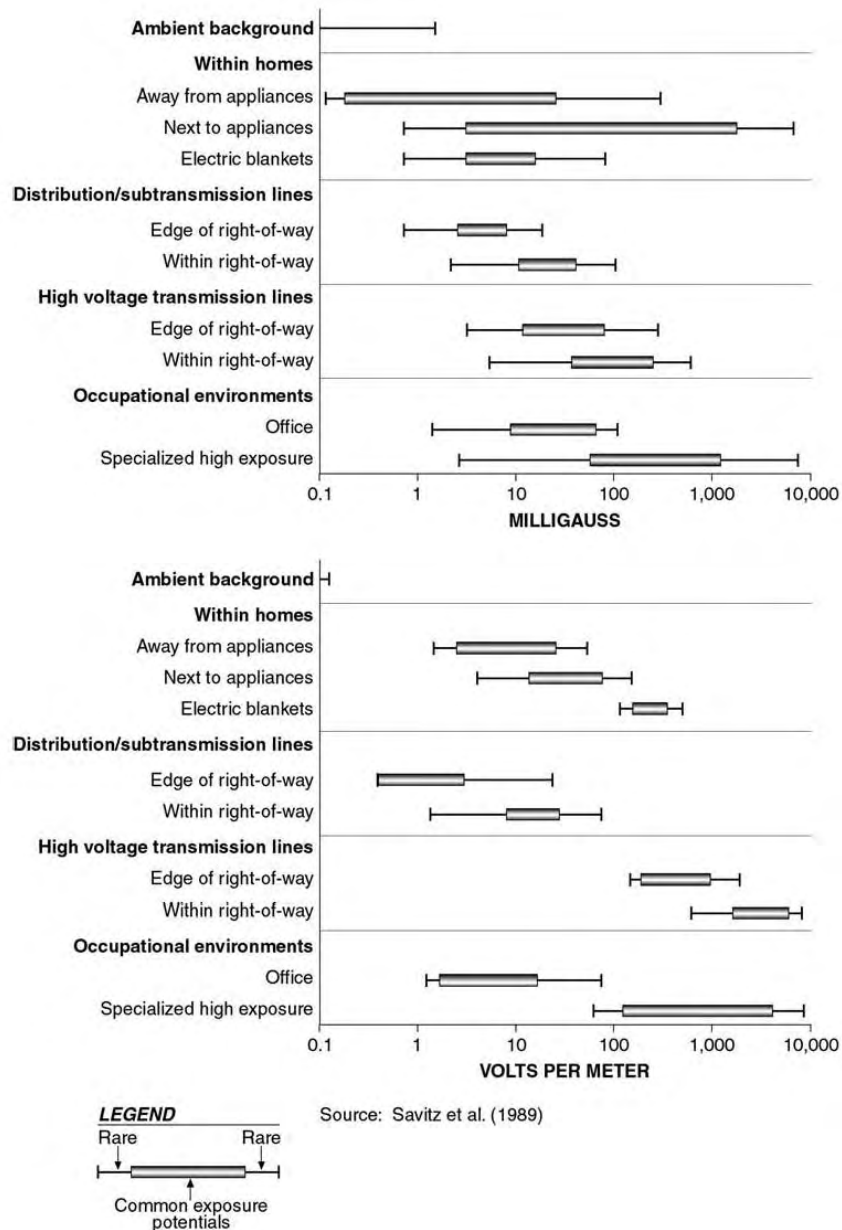 Ambient background
Within homes
Away from appliances
Next to appliances
Electric blankets
Distribution/subtransmission lines
Edge of right-of-way
Within right-of-way
High voltage transmission lines
Edge of right-of-way
Within right-of-way
Occupational environments
Office
Specialized high exposure
0.1 1 10 100 1,000 10,000
MILLIGAUSS
Ambient background
Within homes
Away from appliances
Next to appliances
Electric blankets
Distribution/subtransmission lines
Edge of right-of-way
Within right-of-way
High voltage transmission lines
Edge of right-of-way
Within right-of-way
Occupational environments
Office
Specialized high exposure
0.1 1 10 100 1,000 10,000
VOLTS PER METER
LEGEND
Source: Savitz et al. (1989)
Rare Rare
Common exposure
potentials